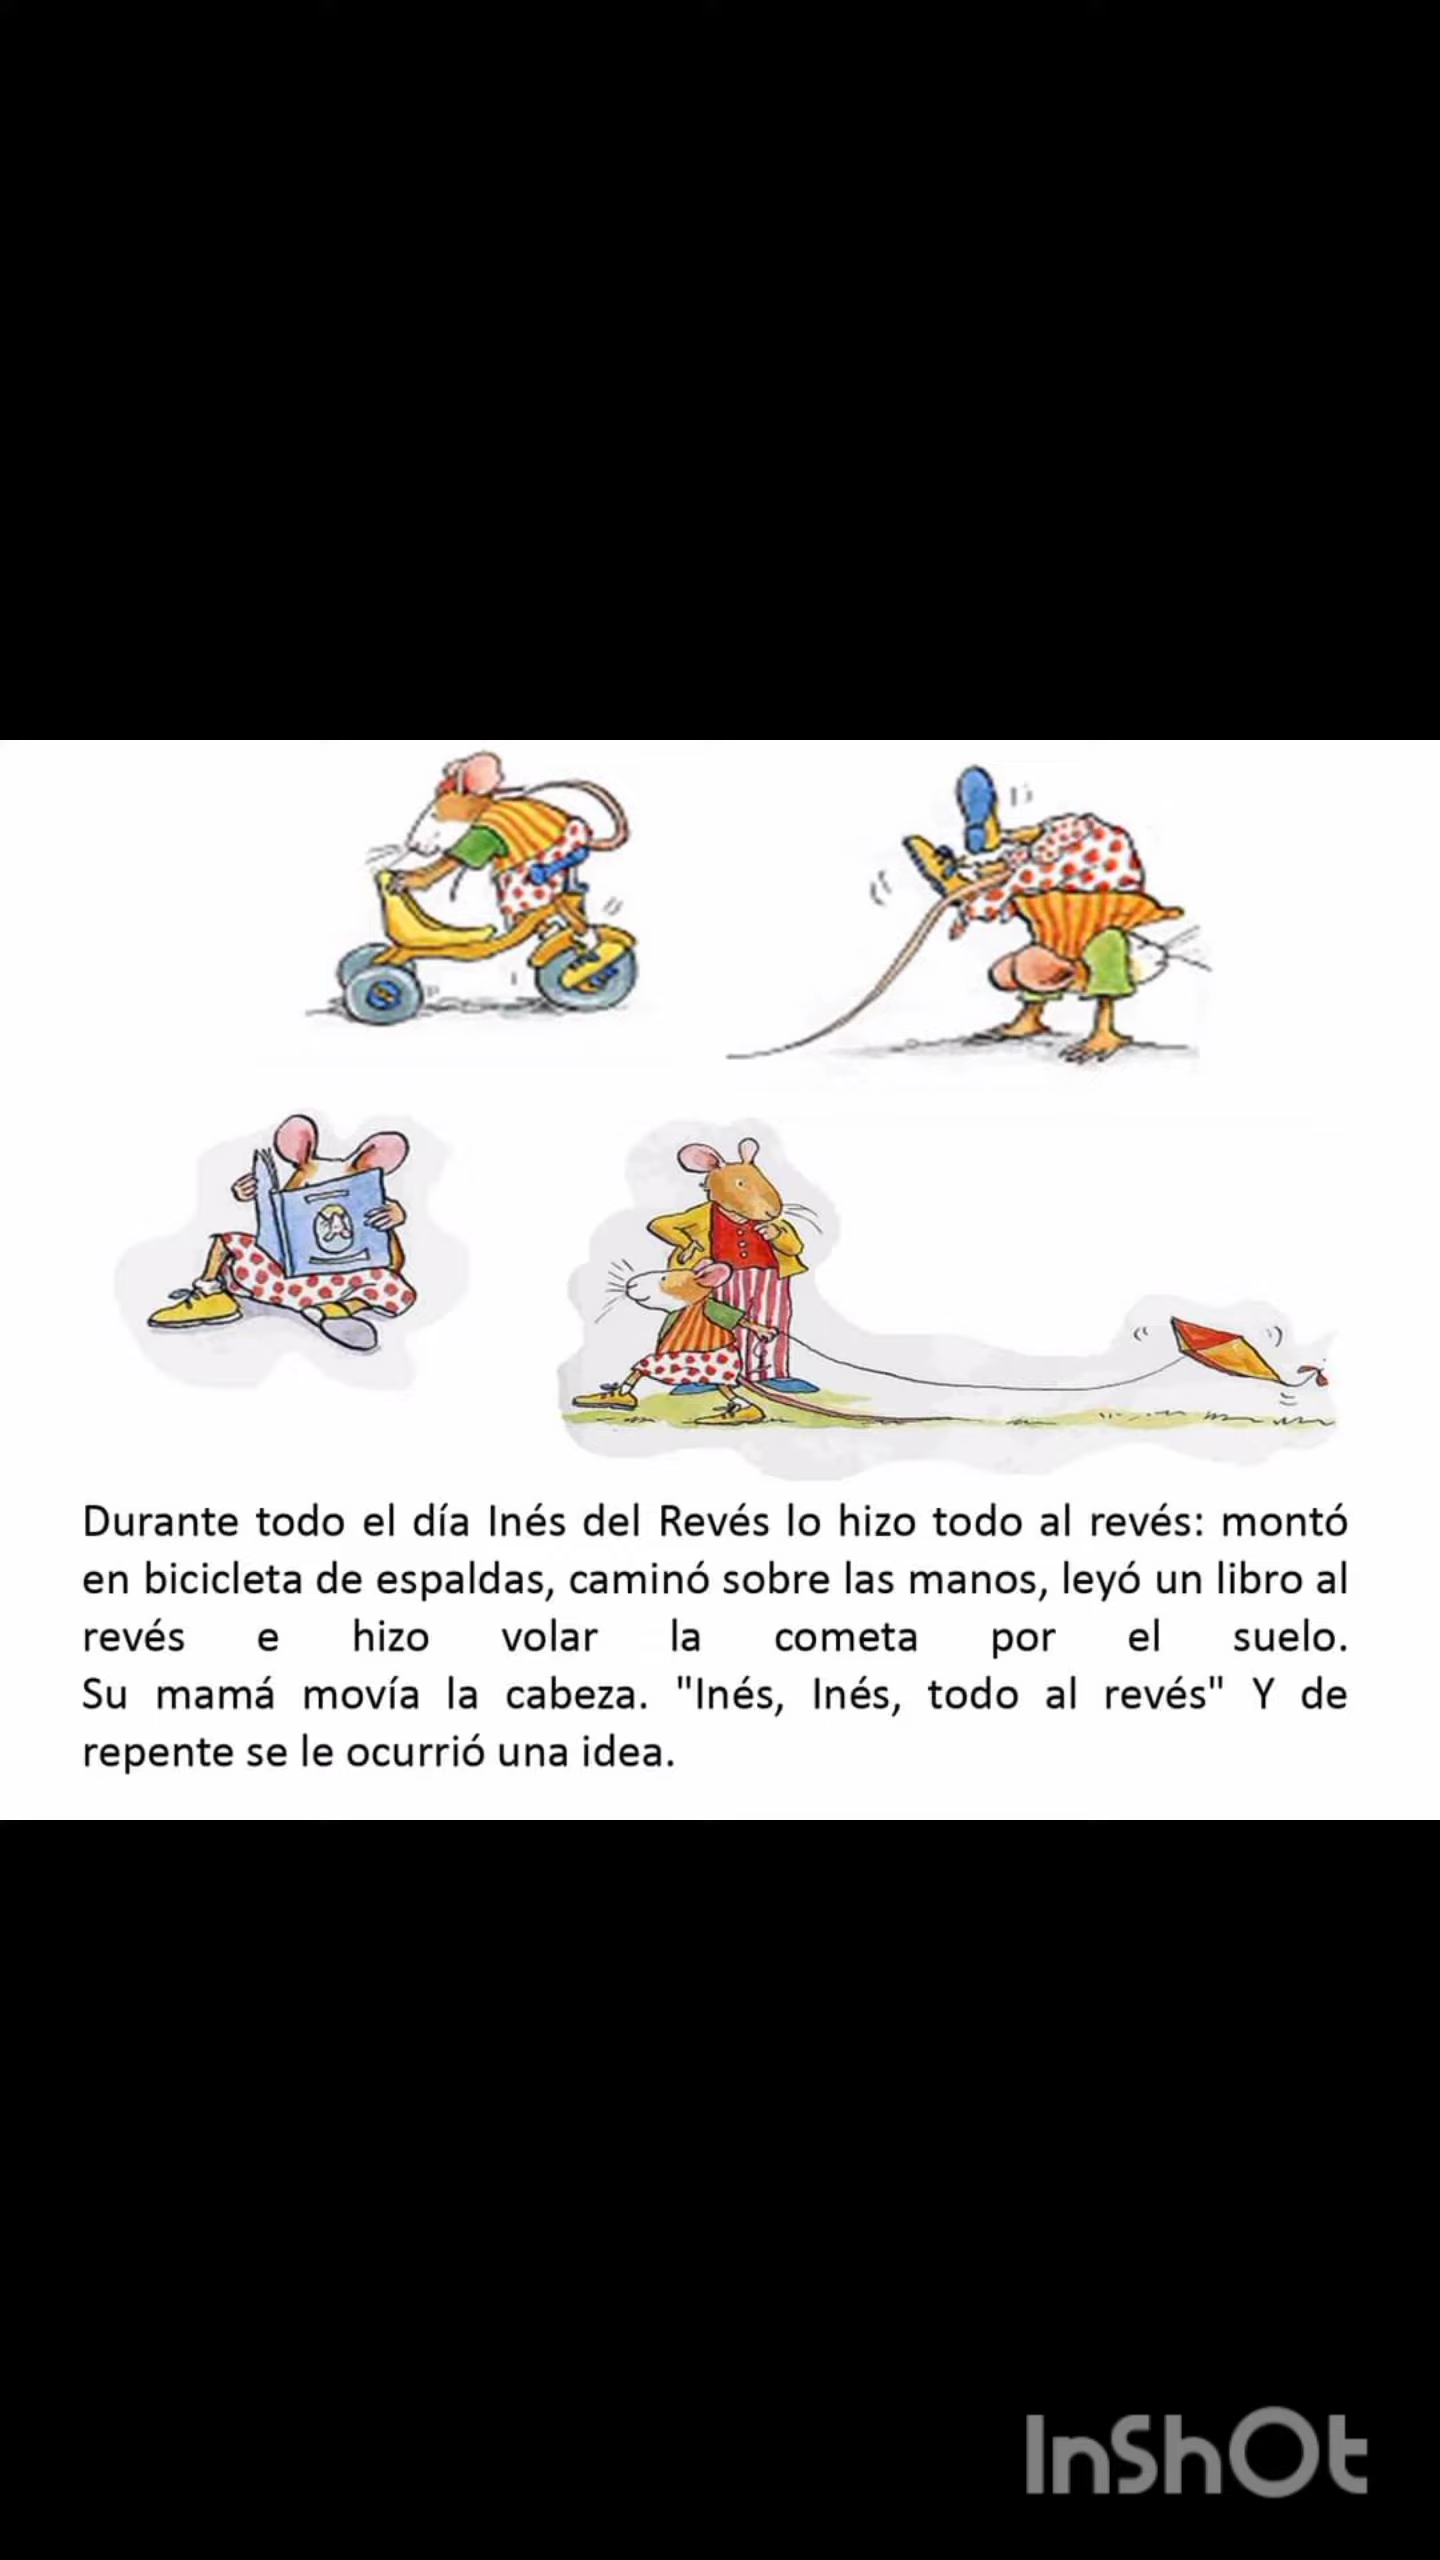 Durante todo el día Inés del Revés lo hizo todo al revés: montó
en bicicleta de espaldas, caminó sobre las manos, leyó un libro al
revés e hizo volar la cometa por el suelo.
Su mamá movía la cabeza. "Inés, Inés, todo al revés" Y de
repente se le ocurrió una idea.
InShOt